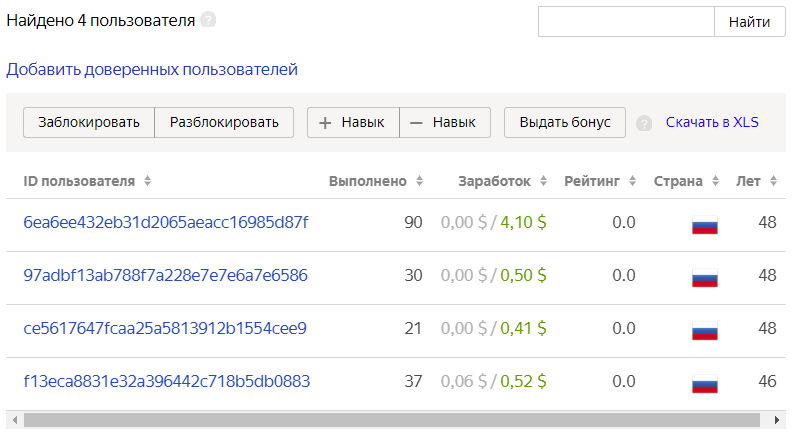 Найдено 4 пользователя ?
Найти
Добавить доверенных пользователей
Заблокировать Разблокировать + Навык − Навык Выдать бонус ? Скачать в XLS
ID пользователя Выполнено Заработок Рейтинг Страна Лет
6ea6ee432eb31d2065aeacc16985d87f 90 0,00 $ / 4,10 $ 0.0 48
97adbf13ab788f7a228e7e7e6a7e6586 30 0,00 $ / 0,50 $ 0.0 48
ce5617647fcaa25a5813912b1554cee9 21 0,00 $ / 0,41 $ 0.0 48
f13eca8831e32a396442c718b5db0883 37 0,06 $ / 0,52 $ 0.0 46